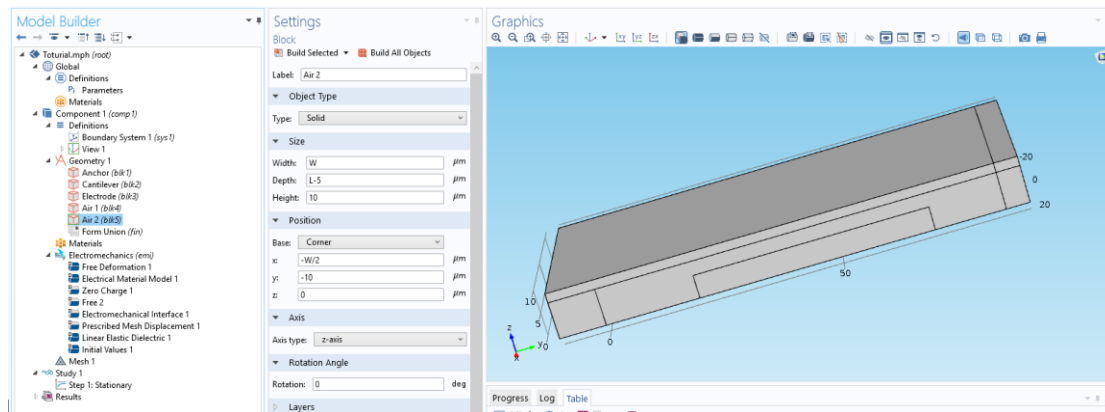 Model Builder
Toturial.mph (root)
Global
Definitions
Pi Parameters
Materials
Component 1 (comp1)
Definitions
Boundary System 1 (sys1)
View 1
Geometry 1
Anchor (blk1)
Cantilever (blk2)
Electrode (blk3)
Air 1 (blk4)
Air 2 (blk5)
Form Union (fin)
Materials
Electromechanics (emi)
Free Deformation 1
Electrical Material Model 1
Zero Charge 1
Free 2
Electromechanical Interface 1
Prescribed Mesh Displacement 1
Linear Elastic Dielectric 1
Initial Values 1
Mesh 1
Study 1
Step 1: Stationary
Results
Settings
Block
Build Selected Build All Objects
Label: Air 2
Object Type
Type: Solid
Size
Width: W µm
Depth: L-5 µm
Height: 10 µm
Position
Base: Corner
x: -W/2 µm
y: -10 µm
z: 0 µm
Axis
Axis type: z-axis
Rotation Angle
Rotation: 0 deg
Layers
Graphics
xy yz xz
-20
0
20
50
10
5
0
0
z
y
x
Progress Log Table